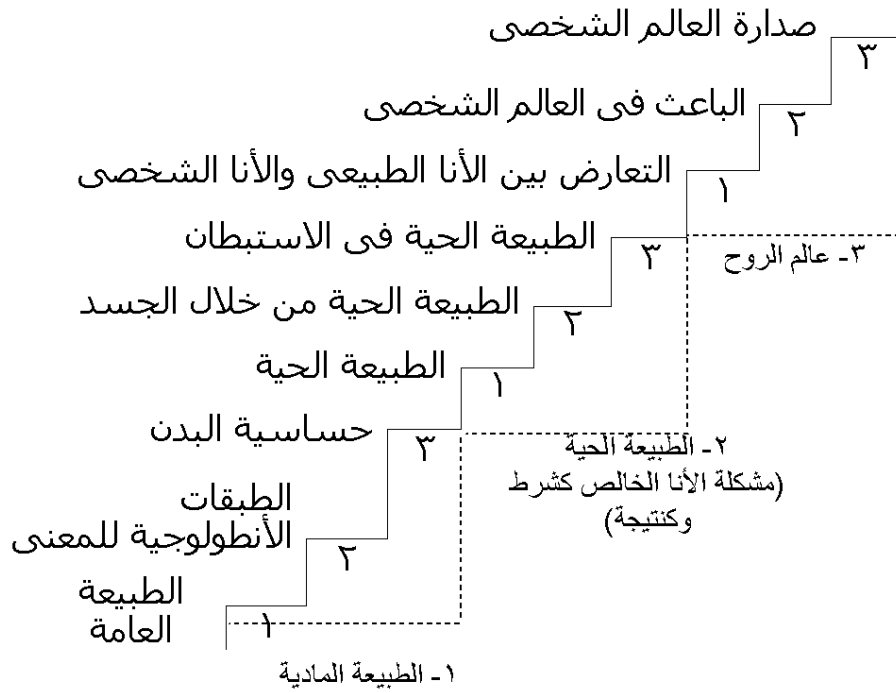 صدارة العالم الشخصى
٣
الباعث فى العالم الشخصى
٢
التعارض بين الأنا الطبيعى والأنا الشخصى
١
الطبيعة الحية فى الاستبطان
٣
٣- عالم الروح
الطبيعة الحية من خلال الجسد
٢
الطبيعة الحية
١
حساسية البدن
٣
٢- الطبيعة الحية
(مشكلة الأنا الخالص كشرط
وكنتيجة)
الطبقات
الأنطولوجية للمعنى
٢
الطبيعة
العامة
١
١- الطبيعة المادية